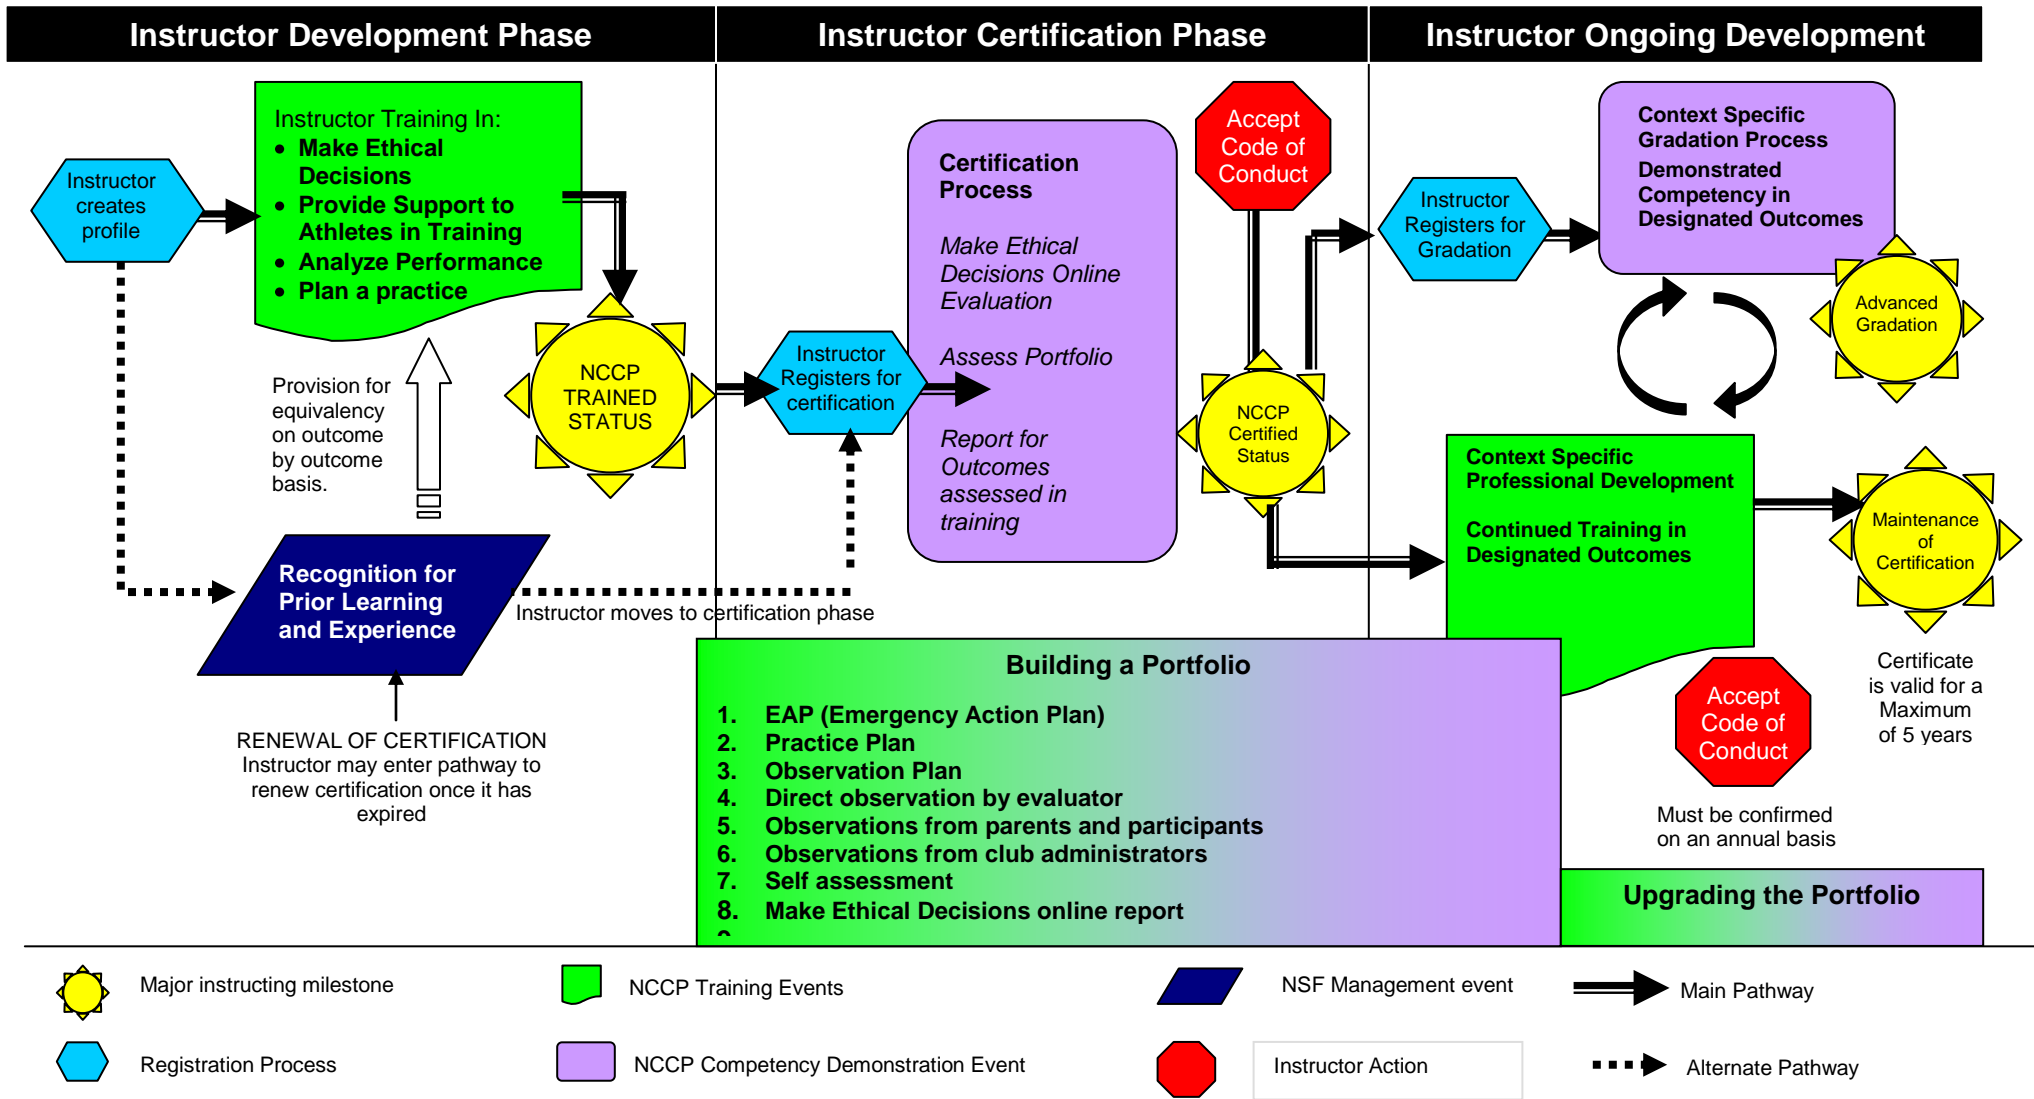 Instructor Development Phase
Instructor Certification Phase
Instructor Ongoing Development
Instructor
creates
profile
Instructor Training In:
• Make Ethical
Decisions
• Provide Support to
Athletes in Training
• Analyze Performance
• Plan a practice
Provision for
equivalency
on outcome
by outcome
basis.
NCCP
TRAINED
STATUS
Recognition for
Prior Learning
and Experience
Instructor moves to certification phase
RENEWAL OF CERTIFICATION
Instructor may enter pathway to
renew certification once it has
expired
Instructor
Registers for
certification
Certification
Process
Make Ethical
Decisions Online
Evaluation
Assess Portfolio
Report for
Outcomes
assessed in
training
Accept
Code of
Conduct
NCCP
Certified
Status
Instructor
Registers for
Gradation
Context Specific
Gradation Process
Demonstrated
Competency in
Designated Outcomes
Advanced
Gradation
Context Specific
Professional Development
Continued Training in
Designated Outcomes
Maintenance
of
Certification
Certificate
is valid for a
Maximum
of 5 years
Accept
Code of
Conduct
Must be confirmed
on an annual basis
Building a Portfolio
1. EAP (Emergency Action Plan)
2. Practice Plan
3. Observation Plan
4. Direct observation by evaluator
5. Observations from parents and participants
6. Observations from club administrators
7. Self assessment
8. Make Ethical Decisions online report
Upgrading the Portfolio
Major instructing milestone
NCCP Training Events
NSF Management event
Main Pathway
Registration Process
NCCP Competency Demonstration Event
Instructor Action
Alternate Pathway